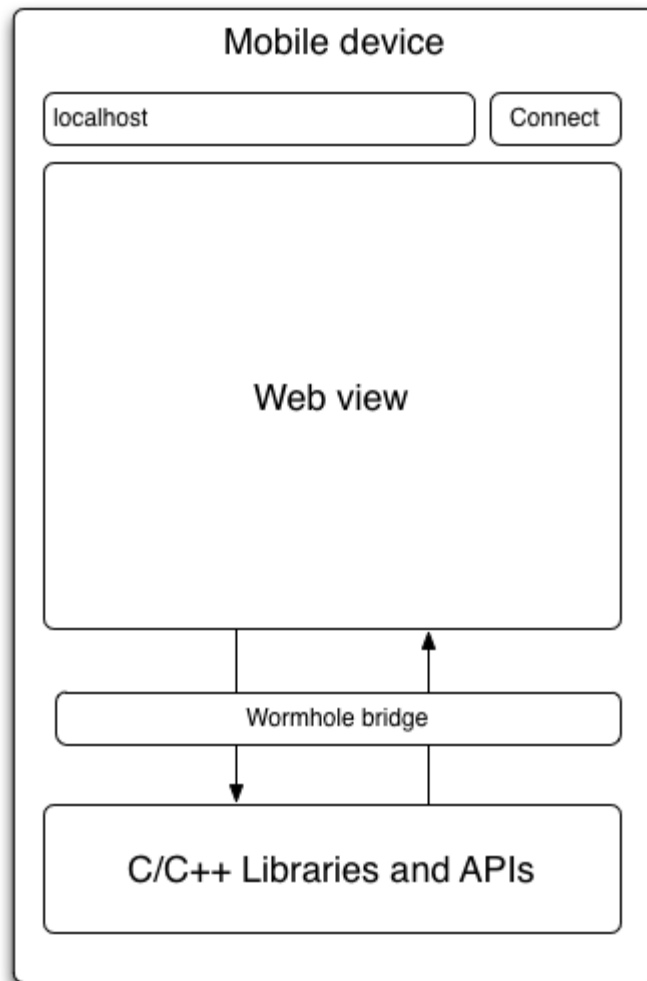 Mobile device
localhost
Connect
Web view
Wormhole bridge
C/C++ Libraries and APIs